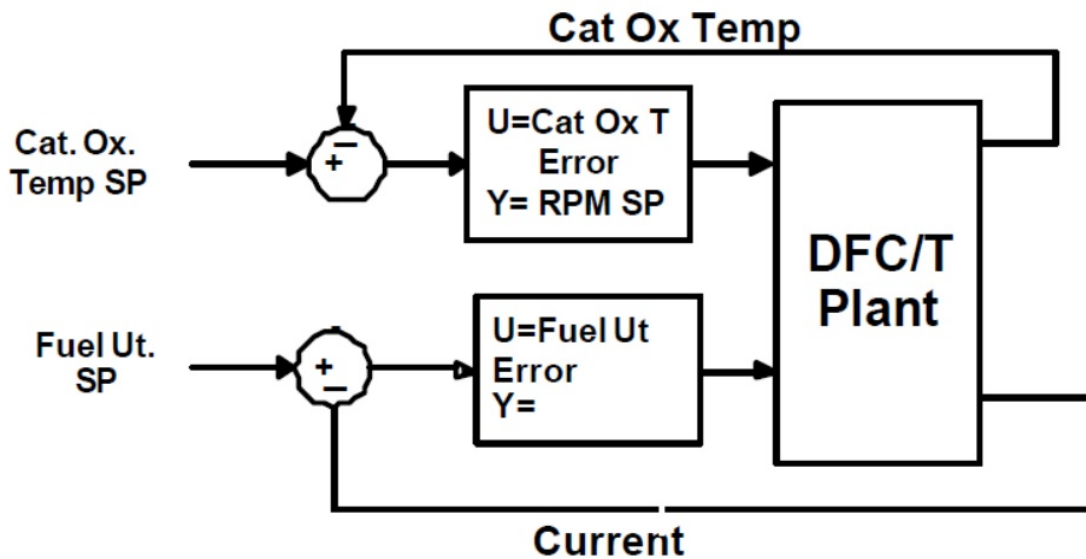 Cat Ox Temp
Cat. Ox.
Temp SP
−
+
U=Cat Ox T
Error
Y= RPM SP
DFC/T
Plant
Fuel Ut.
SP
+
−
U=Fuel Ut
Error
Y=
Current